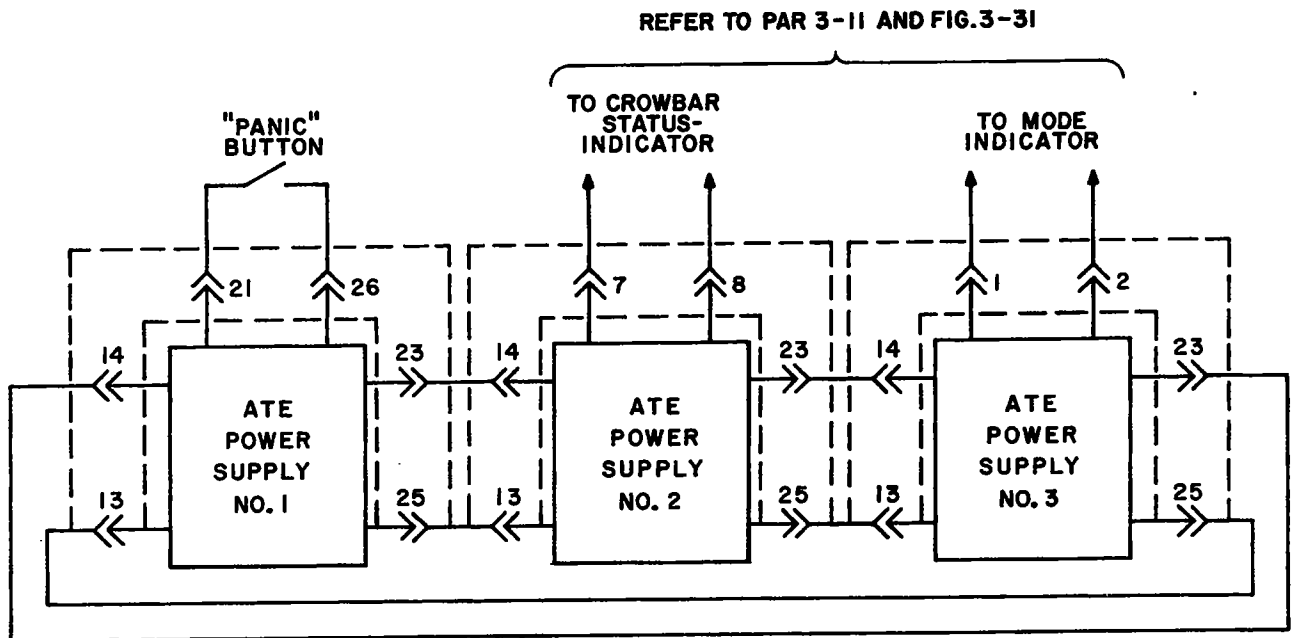 REFER TO PAR 3-11 AND FIG.3-31
"PANIC"
BUTTON
TO CROWBAR
STATUS-
INDICATOR
TO MODE
INDICATOR
21
26
7
8
1
2
14
23
14
23
14
23
ATE
POWER
SUPPLY
NO. 1
ATE
POWER
SUPPLY
NO. 2
ATE
POWER
SUPPLY
NO. 3
13
25
13
25
13
25